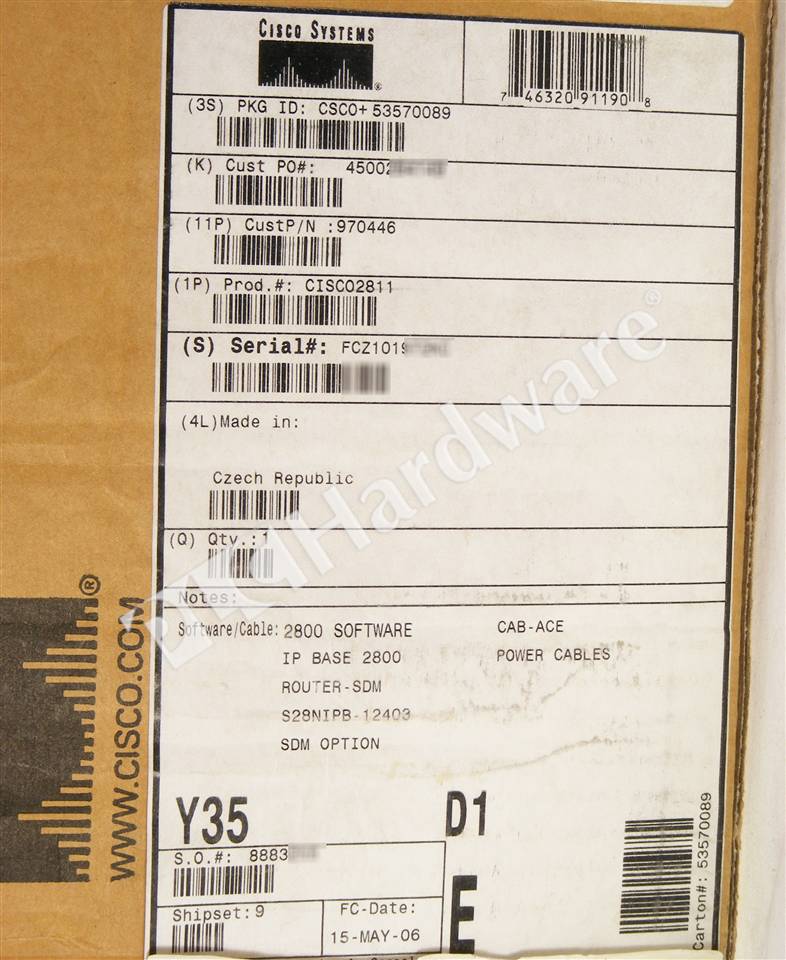 CISCO SYSTEMS
®
7 46320 91190 8
(3S) PKG ID: CSCO+53570089
(K) Cust PO#: 45002
(11P) CustP/N :970446
(1P) Prod.#: CISCO2811
(S) Serial#: FCZ1019
(4L)Made in:
Czech Republic
(Q) Qty.:1
Notes:
Software/Cable: 2800 SOFTWARE CAB-ACE
IP BASE 2800 POWER CABLES
ROUTER-SDM
S28NIPB-12403
SDM OPTION
Y35 D1
S.O.#: 8883
Shipset:9 FC-Date:
15-MAY-06
E
Carton#: 53570089
WWW.CISCO.COM
®
Hardware®